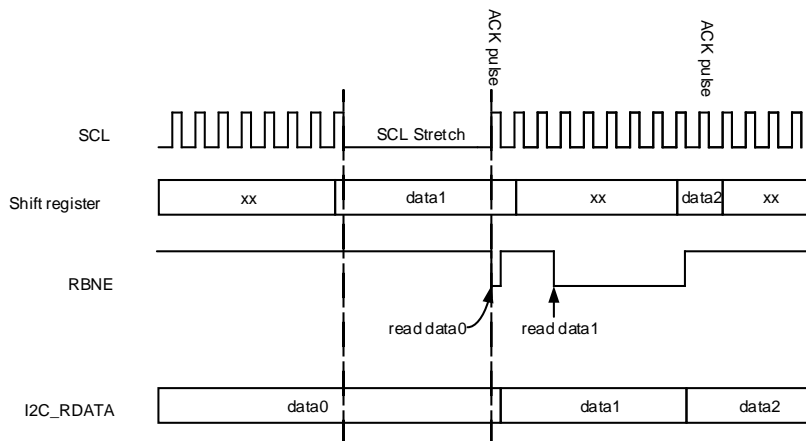 ACK pulse
ACK pulse
SCL
SCL Stretch
Shift register
xx
data1
xx
data2
xx
RBNE
read data0
read data1
I2C_RDATA
data0
data1
data2